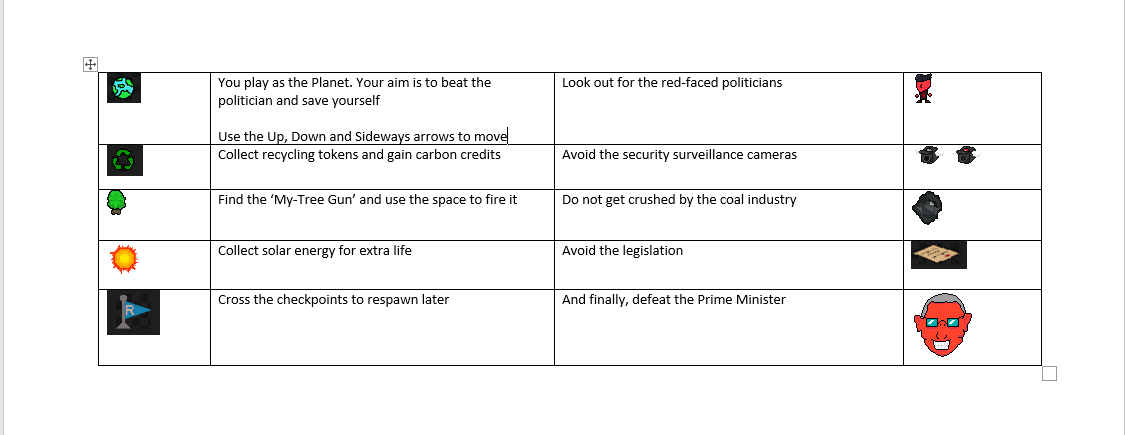 You play as the Planet. Your aim is to beat the
politician and save yourself
Use the Up, Down and Sideways arrows to move
Look out for the red-faced politicians
Collect recycling tokens and gain carbon credits
Avoid the security surveillance cameras
Find the ‘My-Tree Gun’ and use the space to fire it
Do not get crushed by the coal industry
Collect solar energy for extra life
Avoid the legislation
R
Cross the checkpoints to respawn later
And finally, defeat the Prime Minister